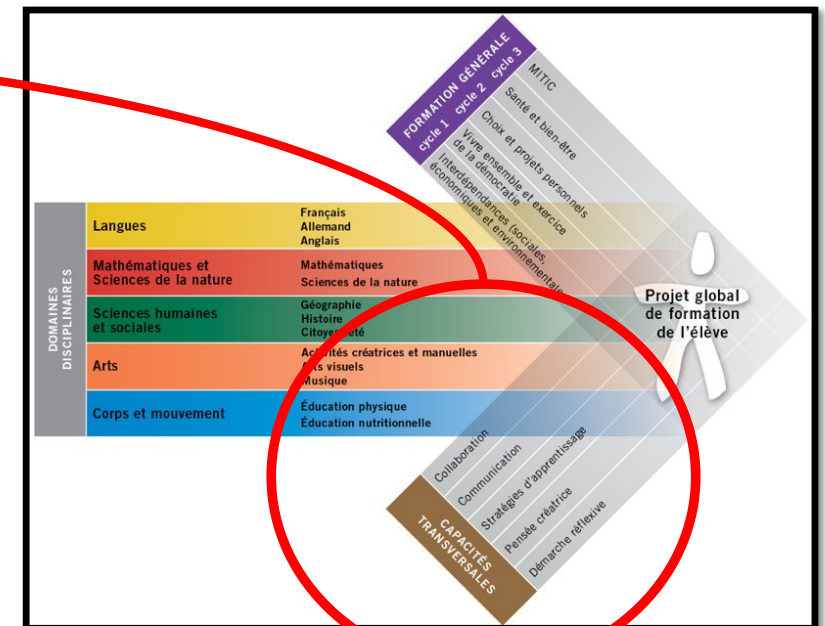 FORMATION GÉNÉRALE
cycle 1 cycle 2 cycle 3
MITIC
Santé et bien-être
Choix et projets personnels
Vivre ensemble et exercice
de la démocratie
Interdépendances (sociales,
économiques et environnementales
DOMAINES
DISCIPLINAIRES
Langues
Français
Allemand
Anglais
Mathématiques et
Sciences de la nature
Mathématiques
Sciences de la nature
Sciences humaines
et sociales
Géographie
Histoire
Citoyenneté
Arts
Activités créatrices et manuelles
Arts visuels
Musique
Corps et mouvement
Éducation physique
Éducation nutritionnelle
Projet global
de formation
de l'élève
Collaboration
Communication
Stratégies d'apprentissage
Pensée créatrice
Démarche réflexive
CAPACITÉS
TRANSVERSALES